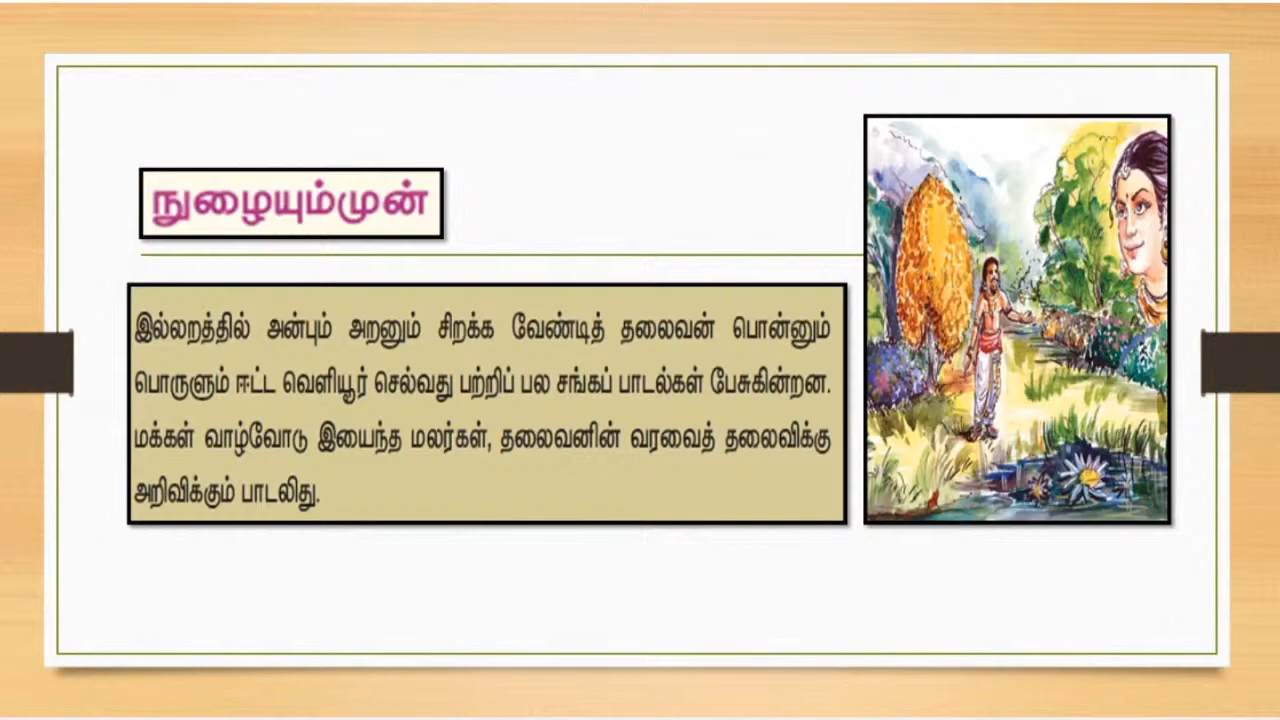 நுழையும்முன்
இல்லறத்தில் அன்பும் அறனும் சிறக்க வேண்டித் தலைவன் பொன்னும்
பொருளும் ஈட்ட வெளியூர் செல்வது பற்றிப் பல சங்கப் பாடல்கள் பேசுகின்றன.
மக்கள் வாழ்வோடு இயைந்த மலர்கள், தலைவனின் வரவைத் தலைவிக்கு
அறிவிக்கும் பாடலிது.